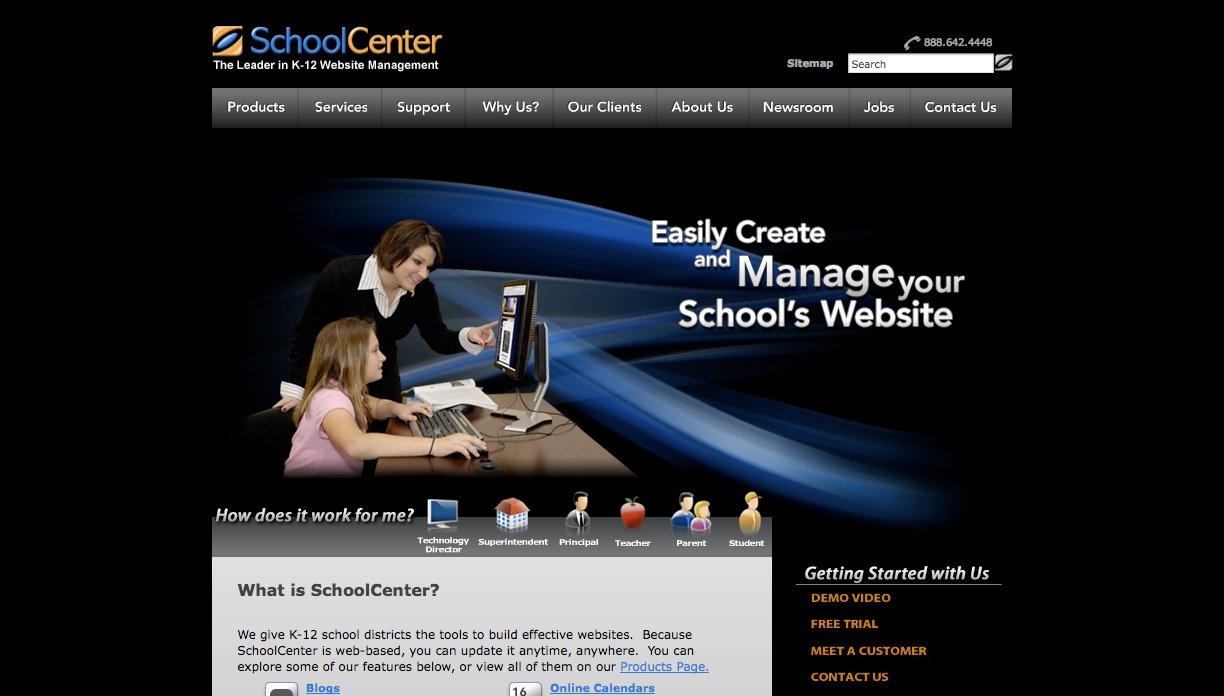 SchoolCenter
The Leader in K-12 Website Management
888.642.4448
Sitemap
Search
Products
Services
Support
Why Us?
Our Clients
About Us
Newsroom
Jobs
Contact Us
Easily Create
and Manage your
School's Website
How does it work for me?
Technology
Director
Superintendent
Principal
Teacher
Parent
Student
What is SchoolCenter?
We give K-12 school districts the tools to build effective websites.  Because
SchoolCenter is web-based, you can update it anytime, anywhere.  You can
explore some of our features below, or view all of them on our Products Page.
Blogs
16
Online Calendars
Getting Started with Us
DEMO VIDEO
FREE TRIAL
MEET A CUSTOMER
CONTACT US